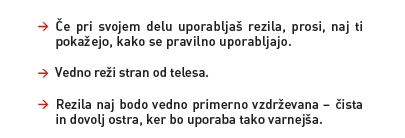 → Če pri svojem delu uporabljaš rezila, prosi, naj ti
pokažejo, kako se pravilno uporabljajo.
→ Vedno reži stran od telesa.
→ Rezila naj bodo vedno primerno vzdrževana – čista
in dovolj ostra, ker bo uporaba tako varnejša.